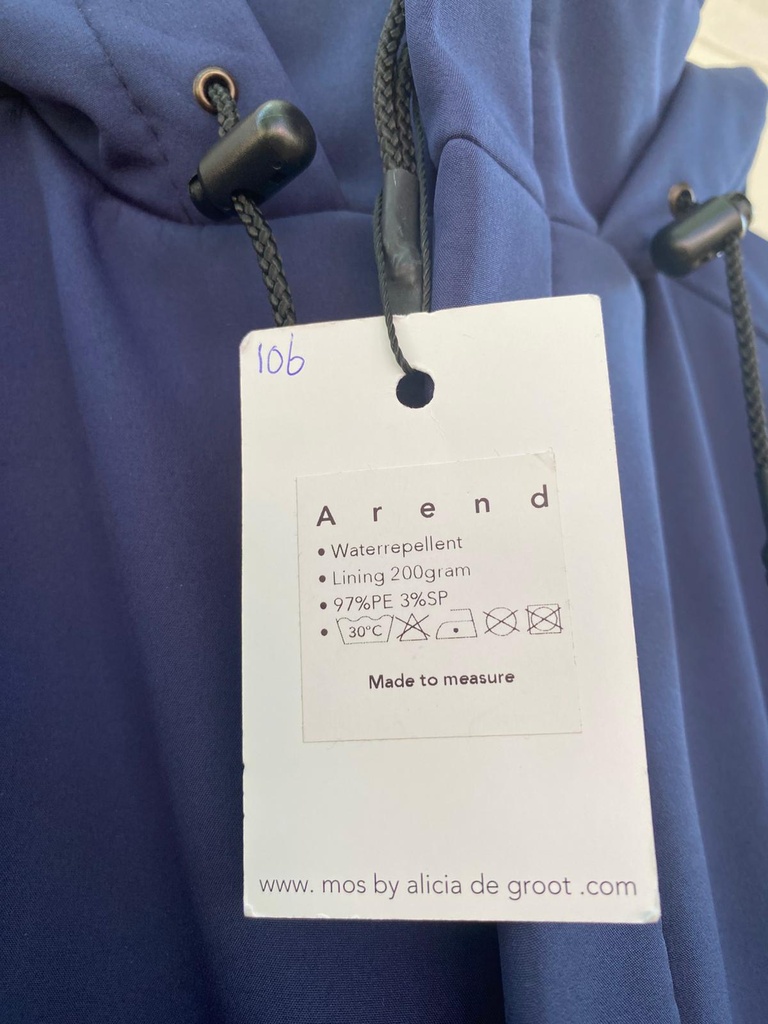 106
Arend
• Waterrepellent
• Lining 200gram
• 97%PE 3%SP
• 30°C
Made to measure
www. mos by alicia de groot .com